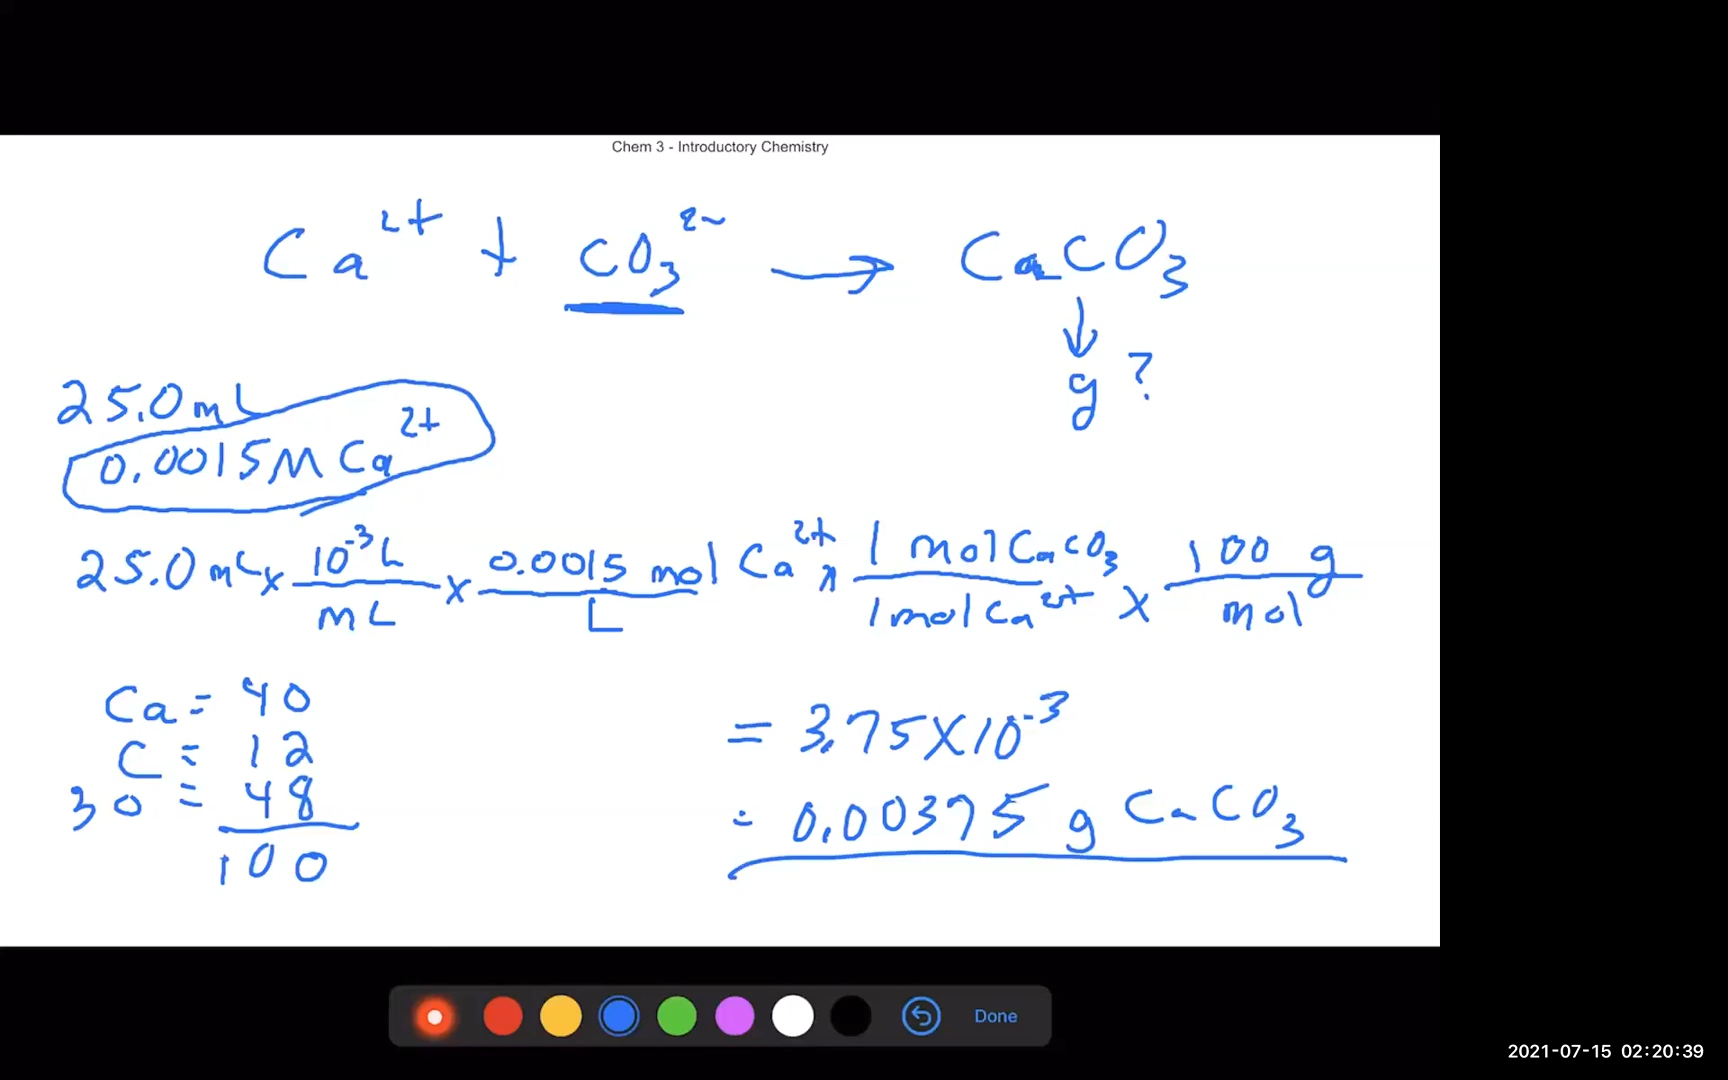 Chem 3 - Introductory Chemistry
Ca²⁺ + CO₃²⁻ → CaCO₃
↓
g ?
25.0 mL
0.0015 M Ca²⁺
25.0 mL x 10⁻³ L / mL x 0.0015 mol Ca²⁺ / L x 1 mol CaCO₃ / 1 mol Ca²⁺ x 100 g / mol
Ca = 40
C = 12
3 O = 48
100
= 3.75 X 10⁻³
= 0.00375 g CaCO₃
Done
2021-07-15 02:20:39